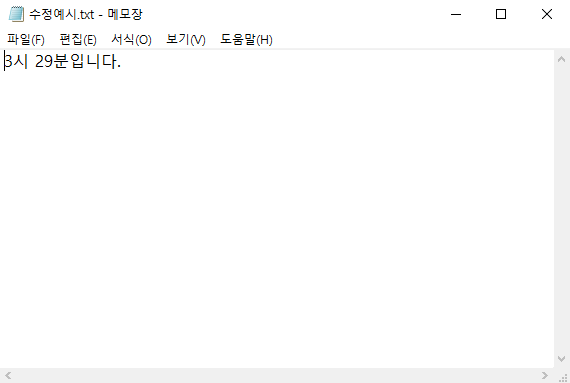 수정예시.txt - 메모장
파일(F) 편집(E) 서식(O) 보기(V) 도움말(H)
3시 29분입니다.